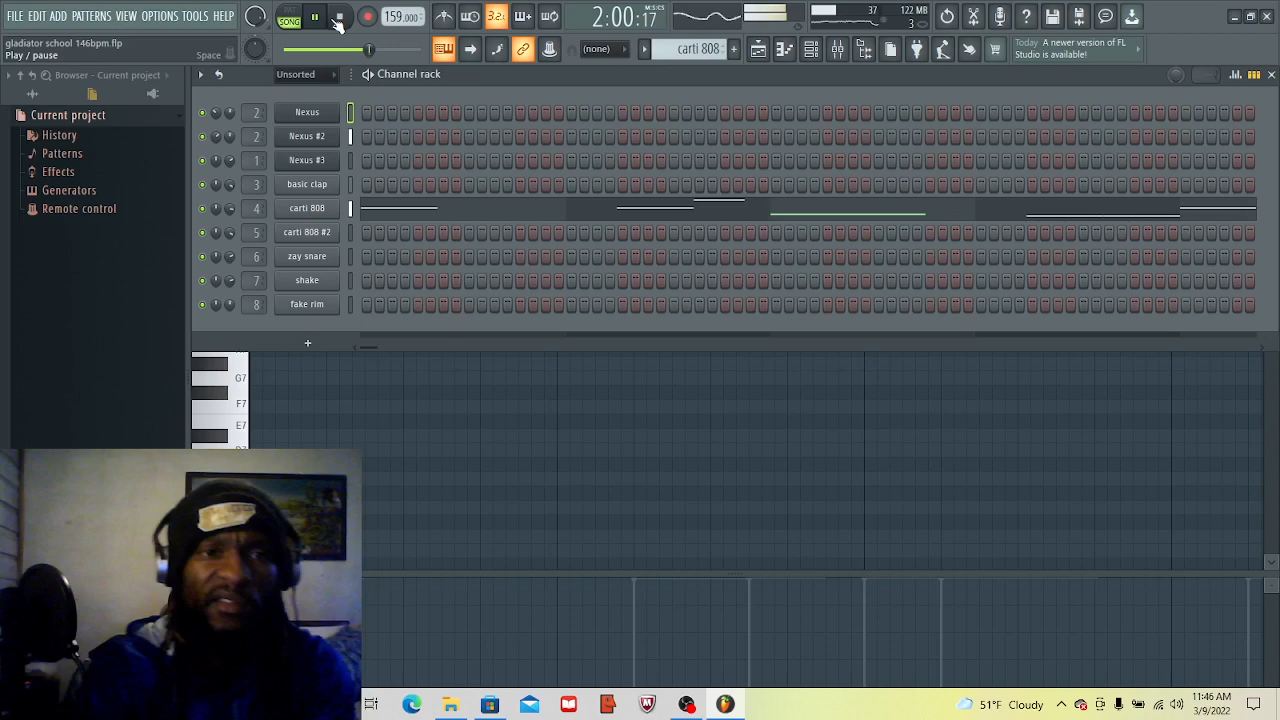 FILE EDIT ADD PATTERNS VIEW OPTIONS TOOLS HELP
PAT
SONG
159.000
3.2.
2:00:17
M:S:CS
37
122 MB
3
gladiator school 146bpm.flp
Play / pause
Space
(none)
carti 808
Today A newer version of FL
Studio is available!
Browser - Current project
Unsorted
Channel rack
Current project
History
Patterns
Effects
Generators
Remote control
2 Nexus
2 Nexus #2
1 Nexus #3
3 basic clap
4 carti 808
5 carti 808 #2
6 zay snare
7 shake
8 fake rim
+
G7
F7
E7
51°F Cloudy
11:46 AM
3/9/2022